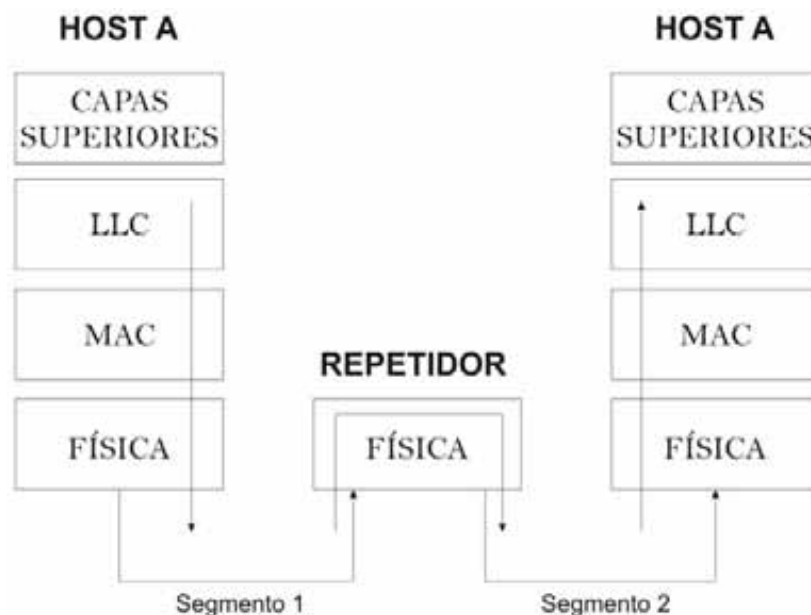 HOST A
HOST A
CAPAS
SUPERIORES
CAPAS
SUPERIORES
LLC
LLC
MAC
MAC
REPETIDOR
FÍSICA
FÍSICA
FÍSICA
Segmento 1
Segmento 2